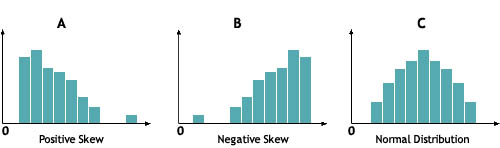 A
B
C
0
0
0
Positive Skew
Negative Skew
Normal Distribution